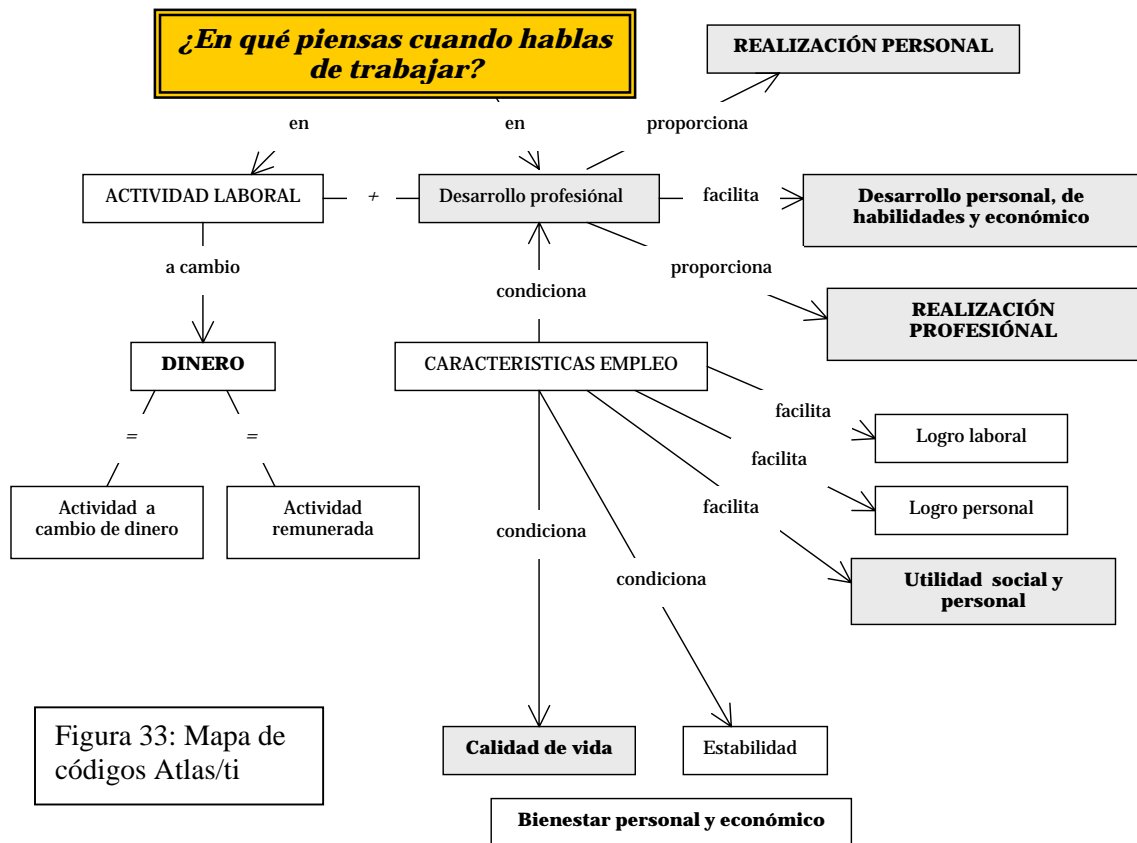 ¿En qué piensas cuando hablas
de trabajar?
REALIZACIÓN PERSONAL
en
en
proporciona
ACTIVIDAD LABORAL
+
Desarrollo profesiónal
facilita
Desarrollo personal, de
habilidades y económico
a cambio
condiciona
proporciona
REALIZACIÓN
PROFESIÓNAL
DINERO
CARACTERISTICAS EMPLEO
facilita
Logro laboral
=
=
facilita
Actividad a
cambio de dinero
Actividad
remunerada
facilita
Logro personal
condiciona
condiciona
Utilidad social y
personal
Figura 33: Mapa de
códigos Atlas/ti
Calidad de vida
Estabilidad
Bienestar personal y económico